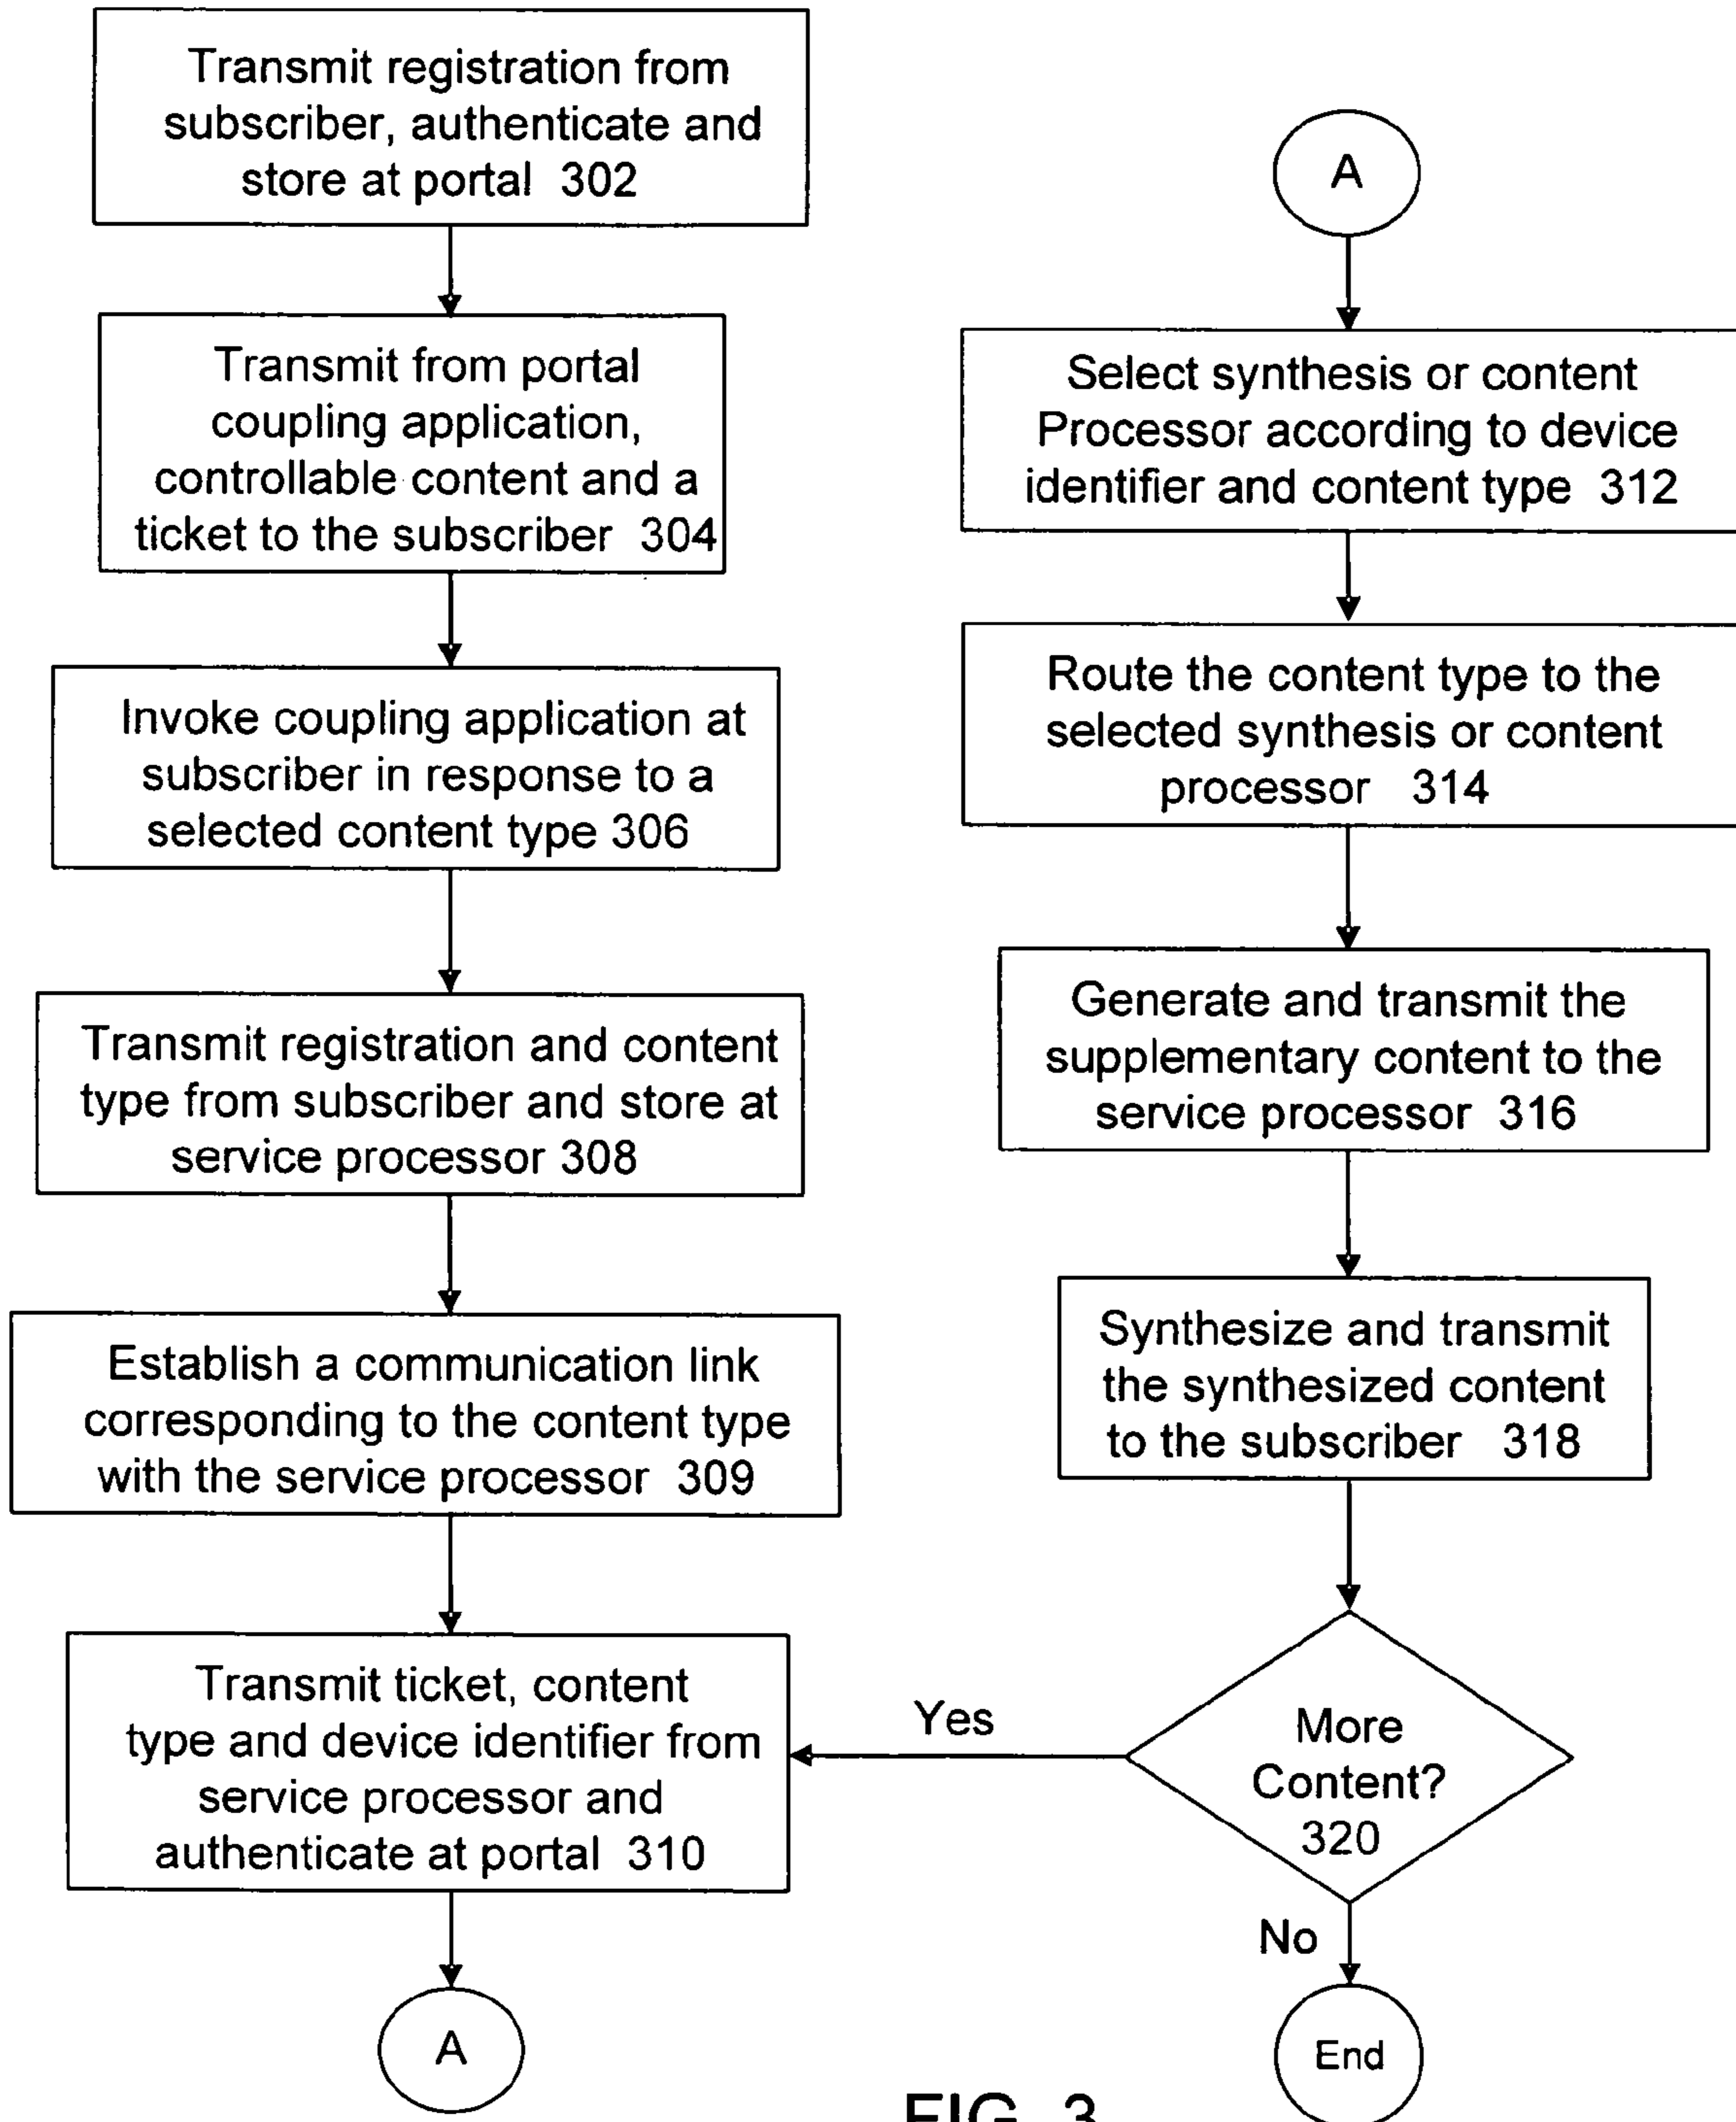 Transmit registration from
subscriber, authenticate and
store at portal 302
Transmit from portal
coupling application,
controllable content and a
ticket to the subscriber 304
Invoke coupling application at
subscriber in response to a
selected content type 306
Transmit registration and content
type from subscriber and store at
service processor 308
Establish a communication link
corresponding to the content type
with the service processor 309
Transmit ticket, content
type and device identifier from
service processor and
authenticate at portal 310
A
A
Select synthesis or content
Processor according to device
identifier and content type 312
Route the content type to the
selected synthesis or content
processor 314
Generate and transmit the
supplementary content to the
service processor 316
Synthesize and transmit
the synthesized content
to the subscriber 318
More
Content?
320
Yes
No
End
FIG. 3